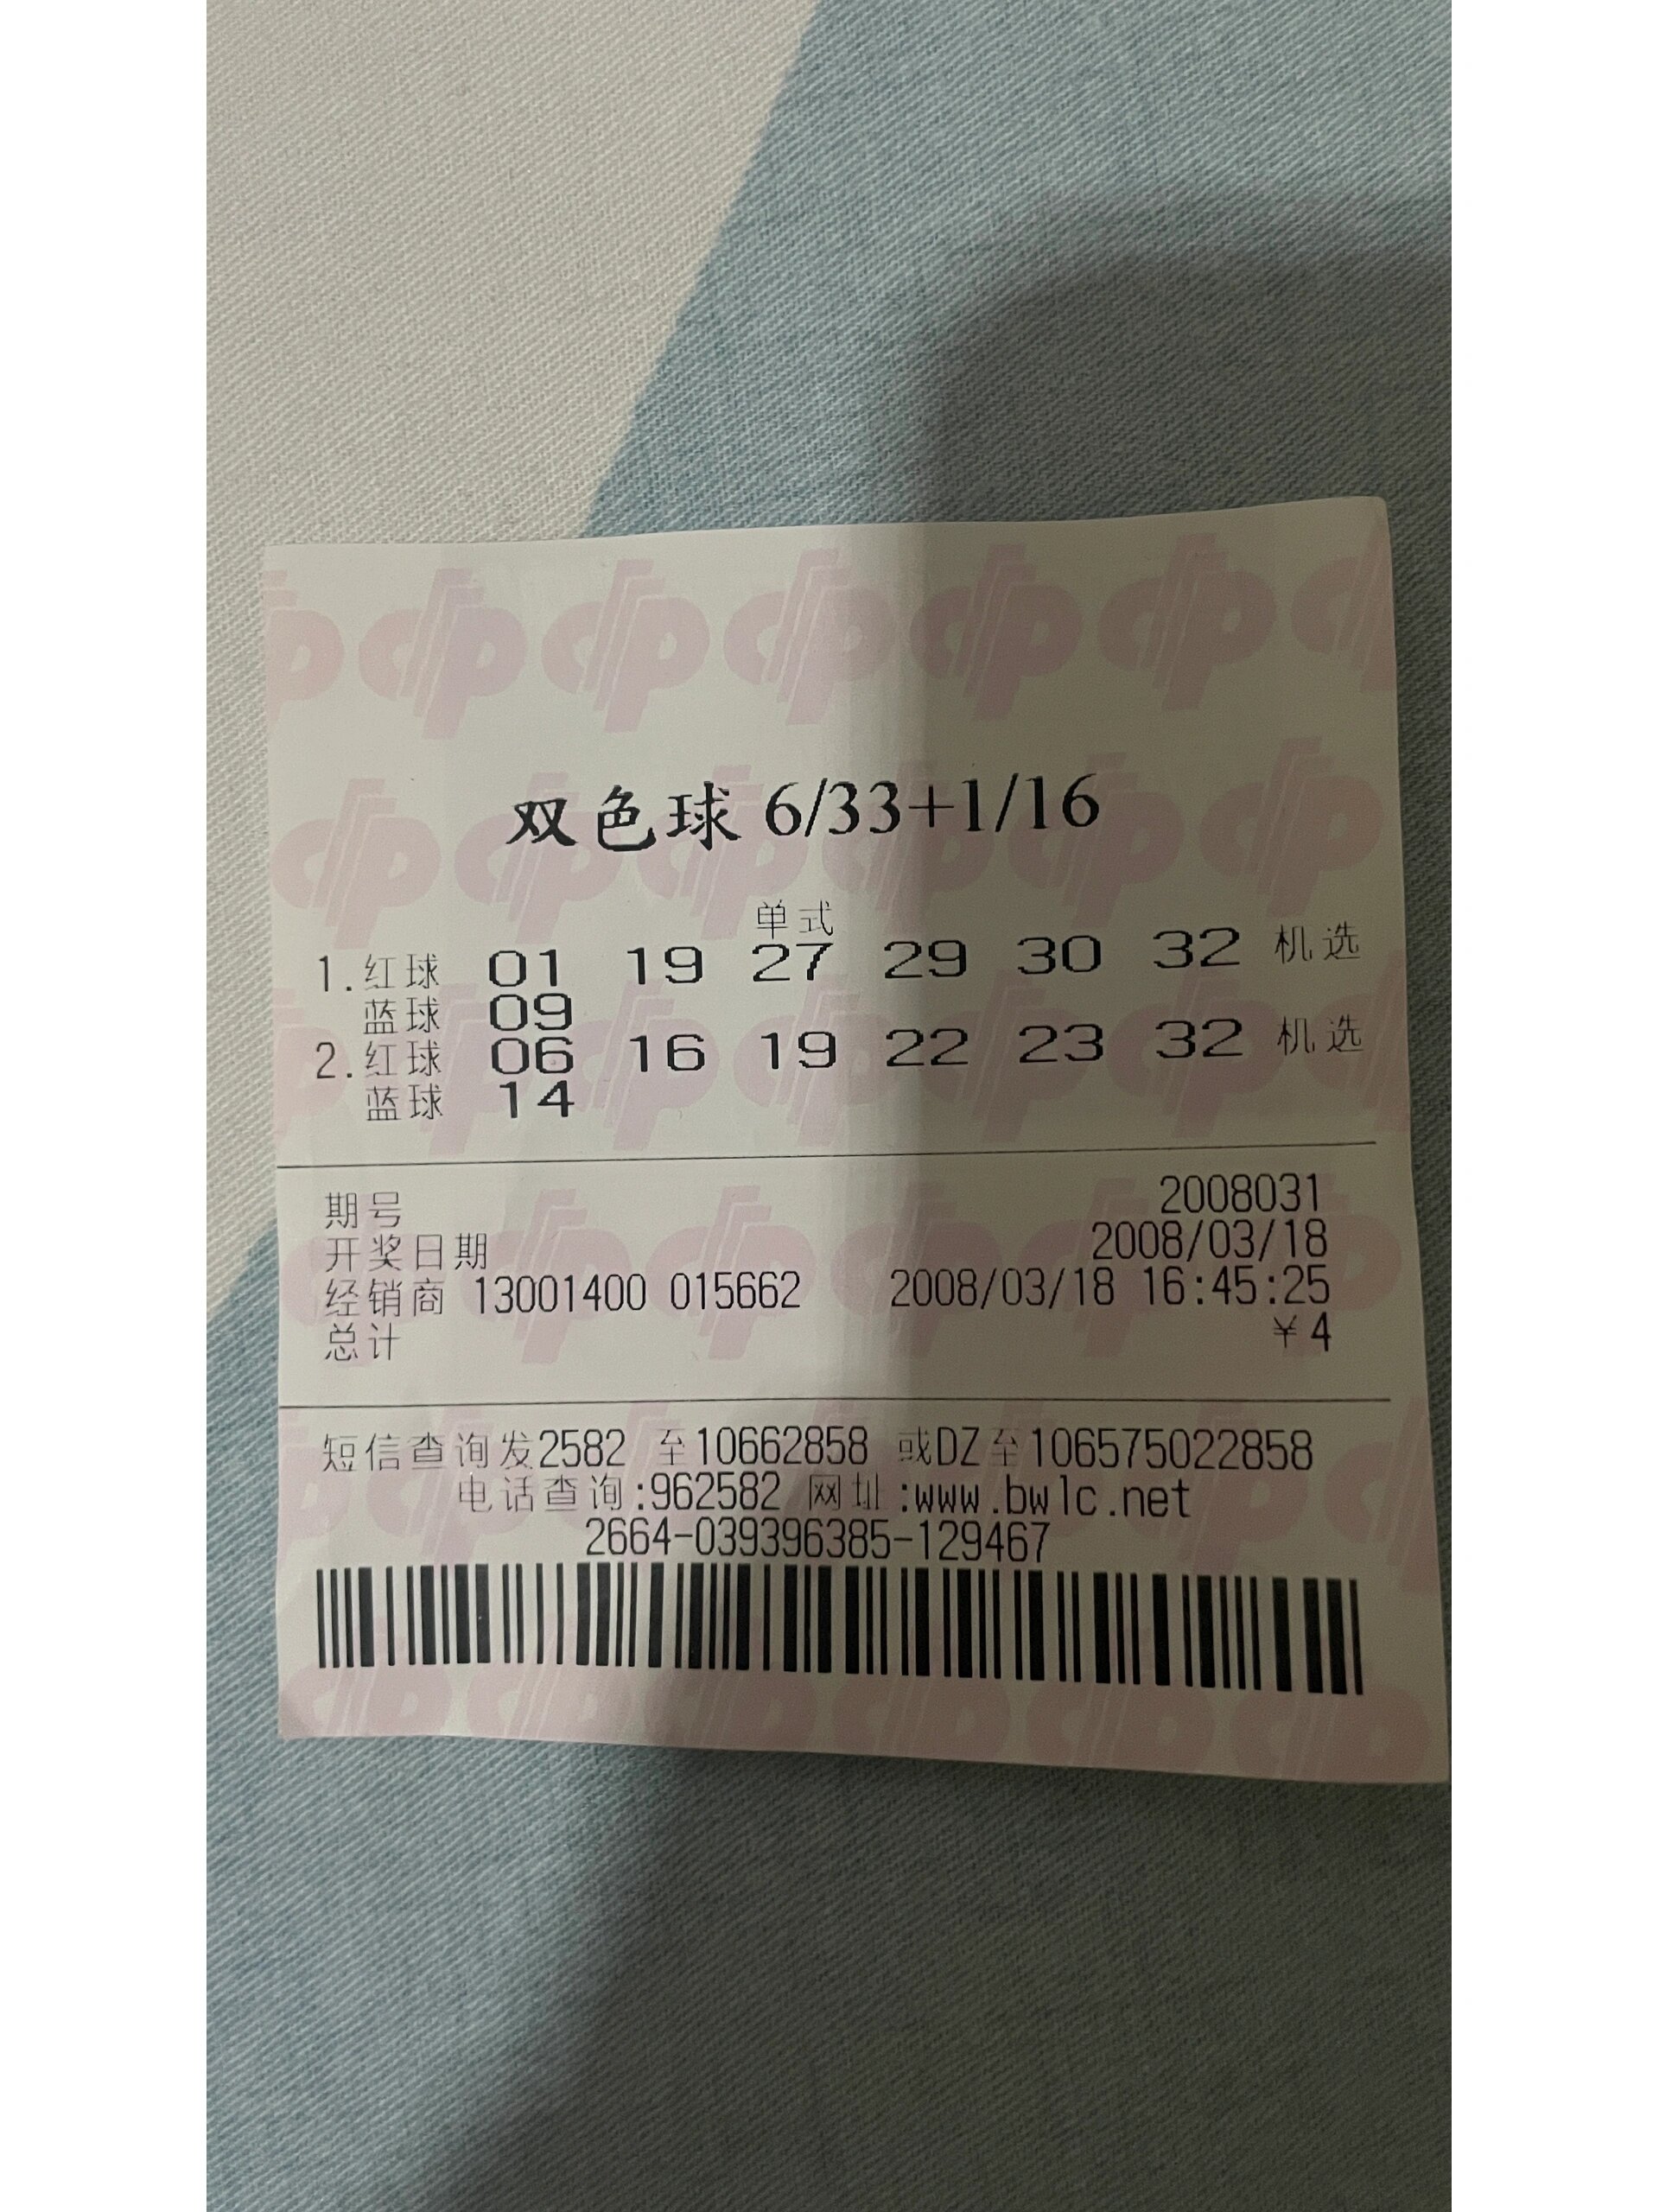 双色球 6/33+1/16
单式
1.红球 01 19 27 29 30 32 机选
蓝球 09
2.红球 06 16 19 22 23 32 机选
蓝球 14
期号 2008031
开奖日期 2008/03/18
经销商 13001400 015662 2008/03/18 16:45:25
总计 ¥4
短信查询发2582 至10662858 或DZ至106575022858
电话查询:962582 网址:www.bwlc.net
2664-039396385-129467